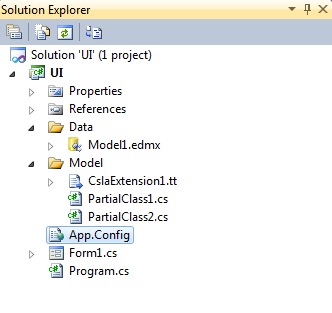 Solution Explorer
Solution 'UI' (1 project)
UI
Properties
References
Data
Model1.edmx
Model
CslaExtension1.tt
PartialClass1.cs
PartialClass2.cs
App.Config
Form1.cs
Program.cs